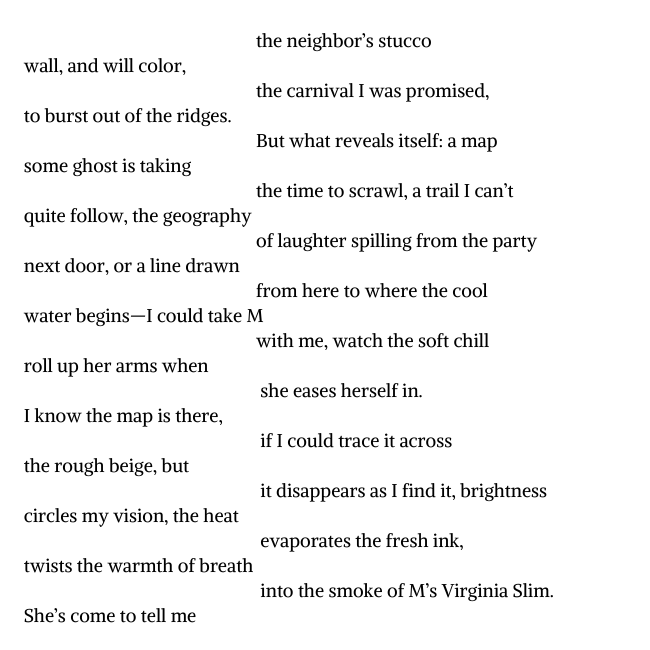 the neighbor’s stucco
wall, and will color,
the carnival I was promised,
to burst out of the ridges.
But what reveals itself: a map
some ghost is taking
the time to scrawl, a trail I can’t
quite follow, the geography
of laughter spilling from the party
next door, or a line drawn
from here to where the cool
water begins—I could take M
with me, watch the soft chill
roll up her arms when
she eases herself in.
I know the map is there,
if I could trace it across
the rough beige, but
it disappears as I find it, brightness
circles my vision, the heat
evaporates the fresh ink,
twists the warmth of breath
into the smoke of M’s Virginia Slim.
She’s come to tell me